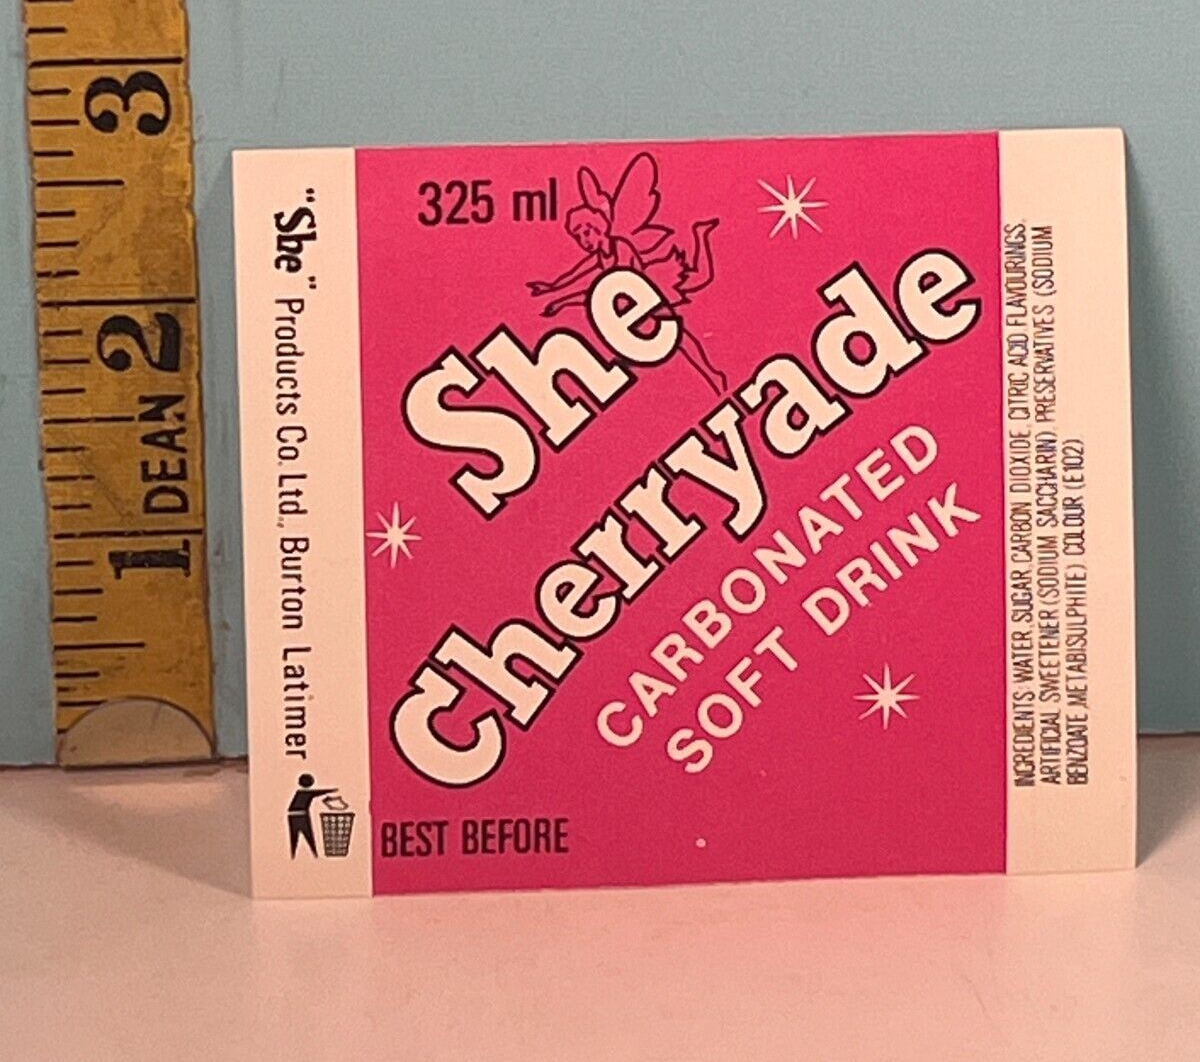 3
2
DEAN
1
"She" Products Co. Ltd., Burton Latimer
325 ml
She
Cherryade
CARBONATED
SOFT DRINK
BEST BEFORE
INGREDIENTS: WATER, SUGAR, CARBON DIOXIDE, CITRIC ACID, FLAVOURINGS,
ARTIFICIAL SWEETENER (SODIUM SACCHARIN), PRESERVATIVES (SODIUM
BENZOATE, METABISULPHITE) COLOUR (E102)